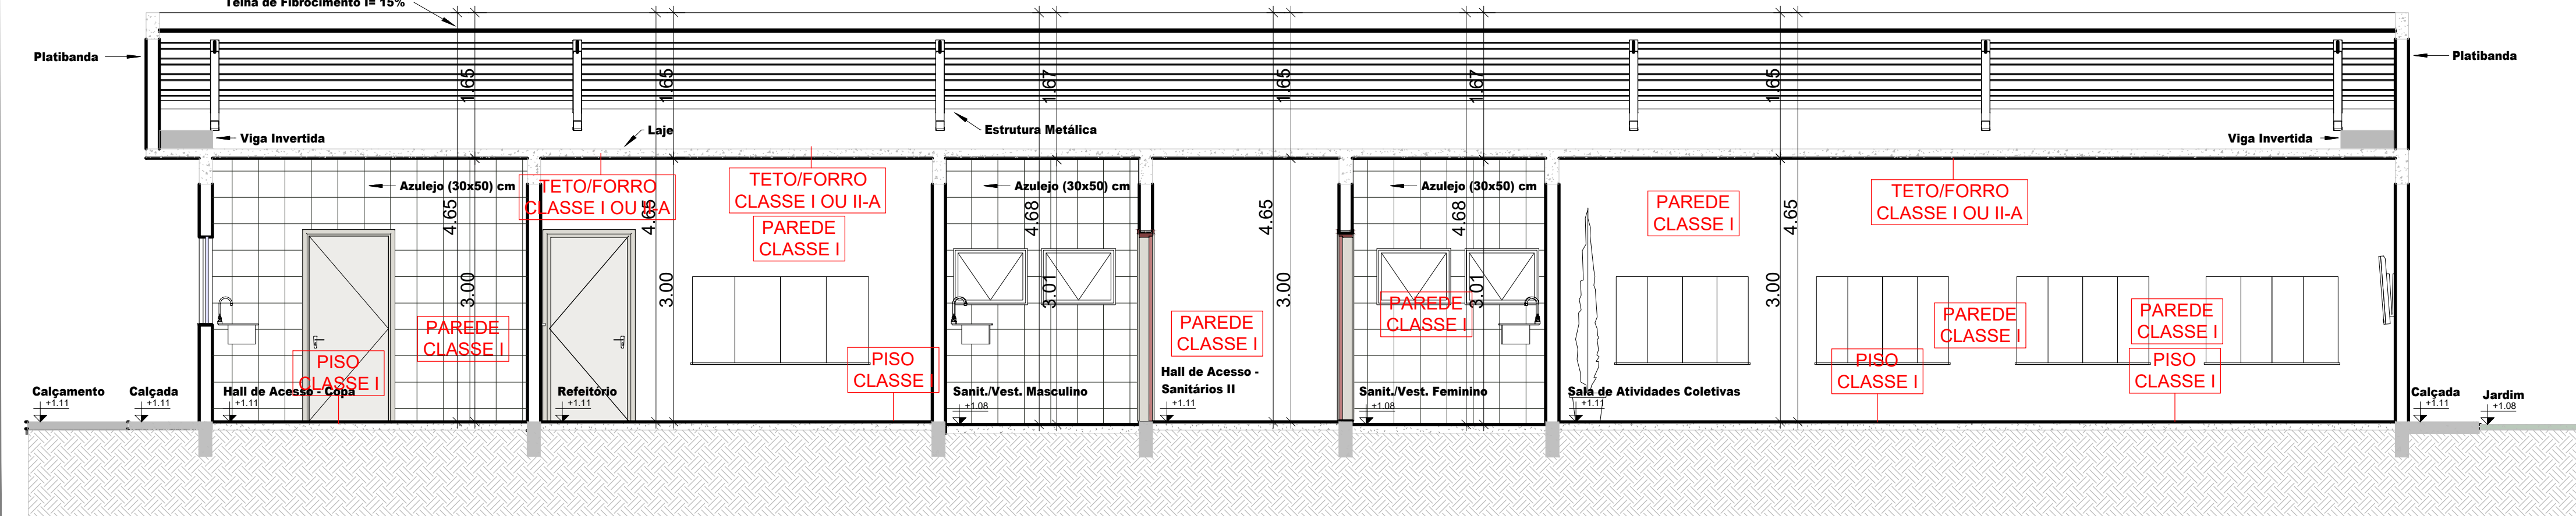 Telha de Fibrocimento I= 15%
Platibanda
Platibanda
1.65
1.65
1.67
1.65
1.67
1.65
Viga Invertida
Laje
Estrutura Metálica
Viga Invertida
Azulejo (30x50) cm
TETO/FORRO
CLASSE I OU II-A
TETO/FORRO
CLASSE I OU II-A
Azulejo (30x50) cm
Azulejo (30x50) cm
TETO/FORRO
CLASSE I OU II-A
PAREDE
CLASSE I
PAREDE
CLASSE I
4.65
4.65
4.68
4.65
4.68
4.65
3.00
3.00
3.01
3.00
3.01
3.00
PAREDE
CLASSE I
PAREDE
CLASSE I
PAREDE
CLASSE I
PAREDE
CLASSE I
PAREDE
CLASSE I
PISO
CLASSE I
PISO
CLASSE I
PISO
CLASSE I
PISO
CLASSE I
Calçamento
+1.11
Calçada
+1.11
Hall de Acesso - Copa
+1.11
Refeitório
+1.11
Sanit./Vest. Masculino
+1.08
Hall de Acesso -
Sanitários II
+1.11
Sanit./Vest. Feminino
+1.08
Sala de Atividades Coletivas
+1.11
Calçada
+1.11
Jardim
+1.08